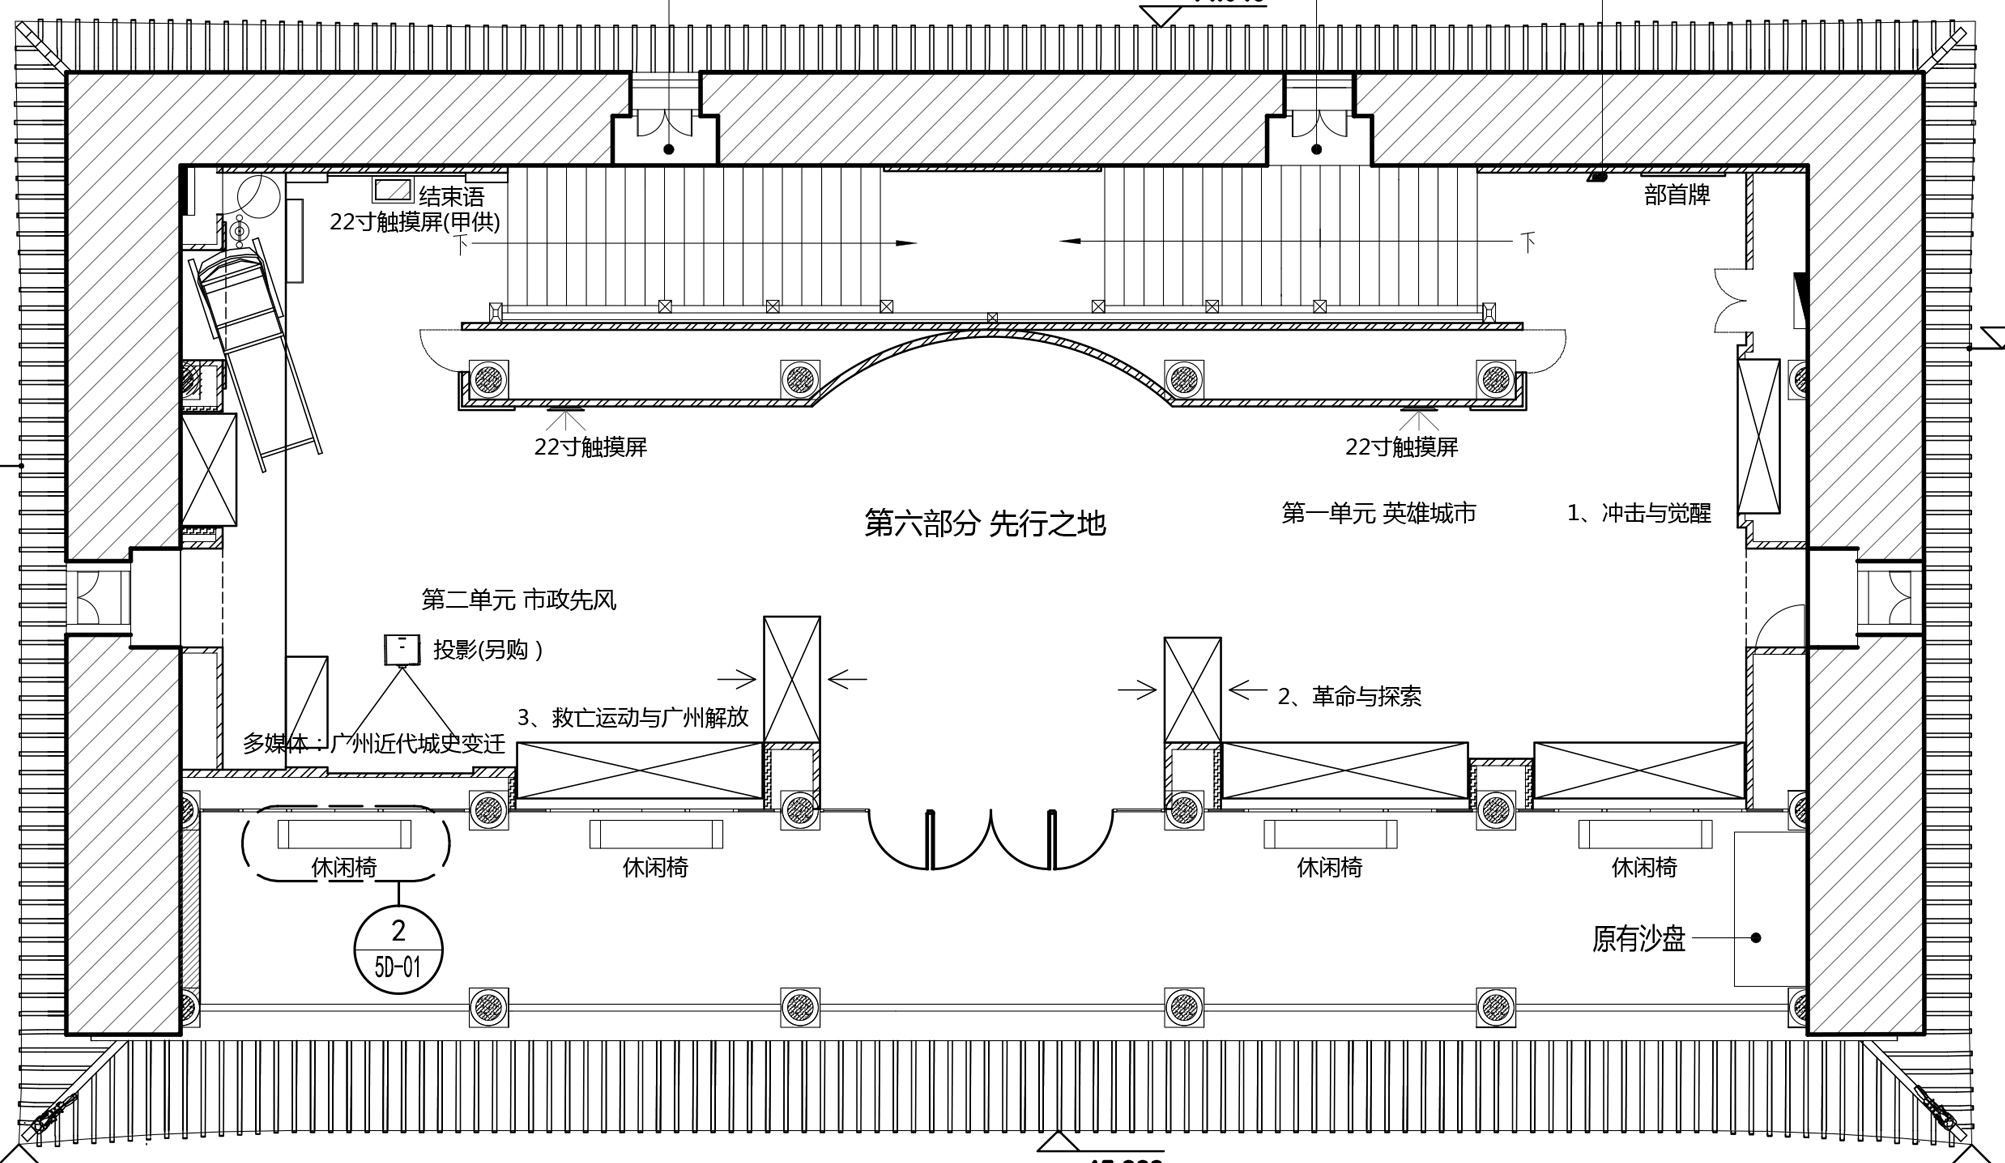 结束语
22寸触摸屏(甲供)
部首牌
下
下
22寸触摸屏
22寸触摸屏
第六部分 先行之地
第一单元 英雄城市
1、冲击与觉醒
第二单元 市政先风
投影(另购)
2、革命与探索
3、救亡运动与广州解放
多媒体：广州近代城史变迁
休闲椅
休闲椅
休闲椅
休闲椅
2
5D-01
原有沙盘